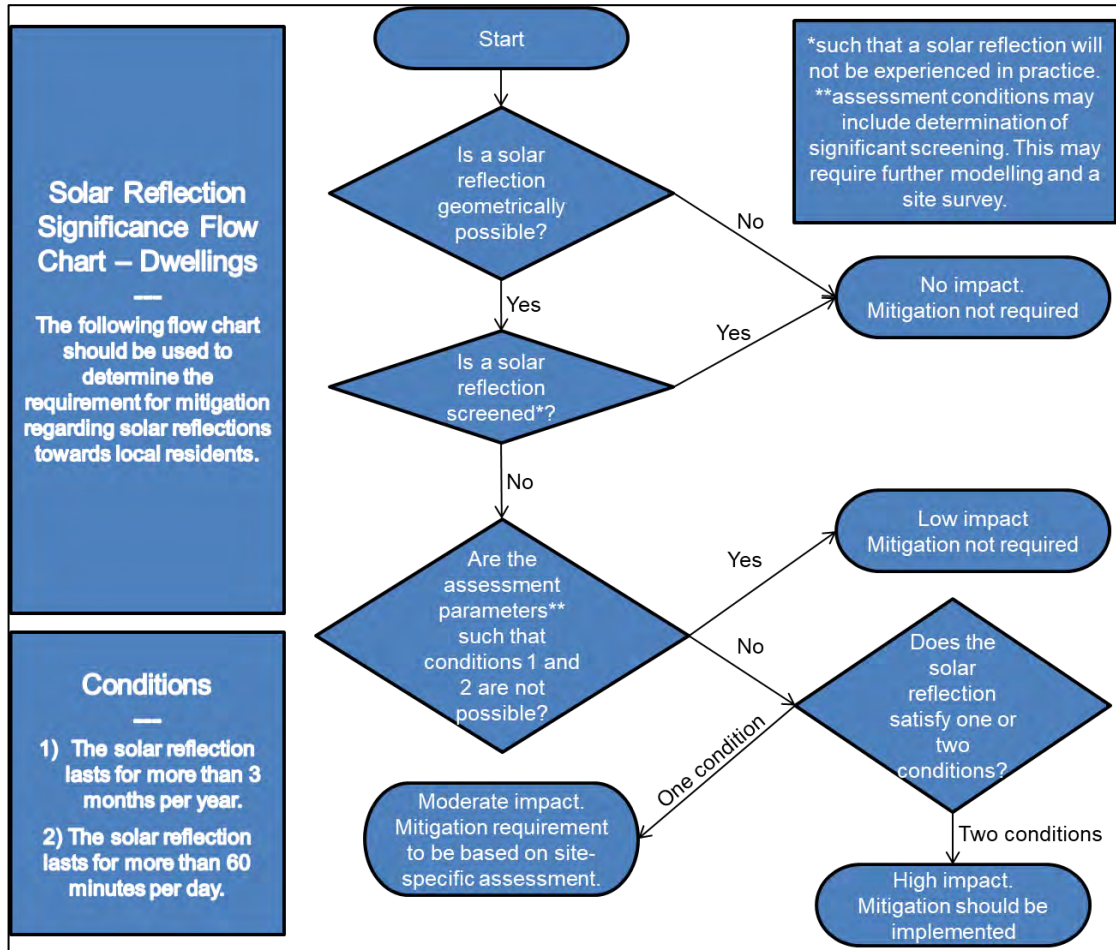 Solar Reflection
Significance Flow
Chart – Dwellings
---
The following flow chart
should be used to
determine the
requirement for mitigation
regarding solar reflections
towards local residents.
Conditions
---
1) The solar reflection
lasts for more than 3
months per year.
2) The solar reflection
lasts for more than 60
minutes per day.
Start
*such that a solar reflection will
not be experienced in practice.
**assessment conditions may
include determination of
significant screening. This may
require further modelling and a
site survey.
Is a solar
reflection
geometrically
possible?
No
No impact.
Mitigation not required
Yes
Yes
Is a solar
reflection
screened*?
No
Low impact
Mitigation not required
Are the
assessment
parameters**
such that
conditions 1 and
2 are not
possible?
Yes
No
Does the
solar
reflection
satisfy one or
two
conditions?
One condition
Moderate impact.
Mitigation requirement
to be based on site-
specific assessment.
Two conditions
High impact.
Mitigation should be
implemented